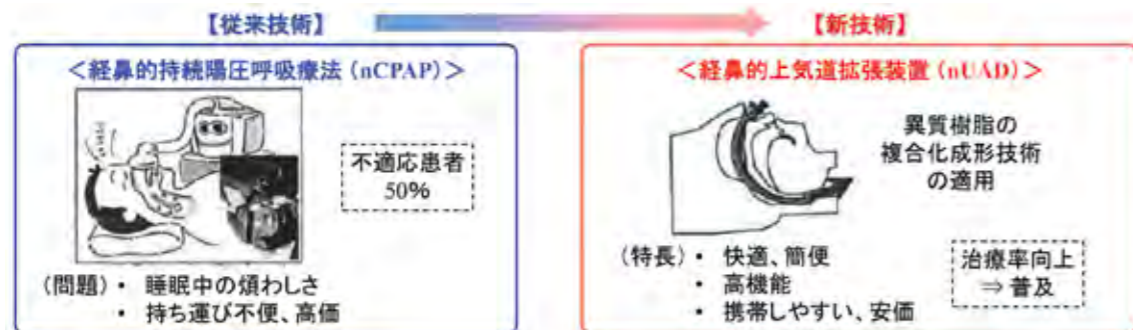 【従来技術】
【新技術】
＜経鼻的持続陽圧呼吸療法（nCPAP）＞
不適応患者
50%
（問題）・ 睡眠中の煩わしさ
・ 持ち運び不便、高価
＜経鼻的上気道拡張装置（nUAD）＞
異質樹脂の
複合化成形技術
の適用
（特長）・ 快適、簡便
・ 高機能
・ 携帯しやすい、安価
治療率向上
⇒ 普及